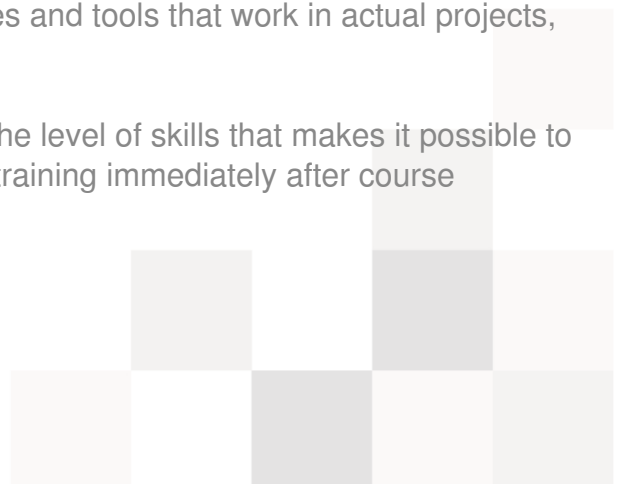 es and tools that work in actual projects,
he level of skills that makes it possible to
training immediately after course